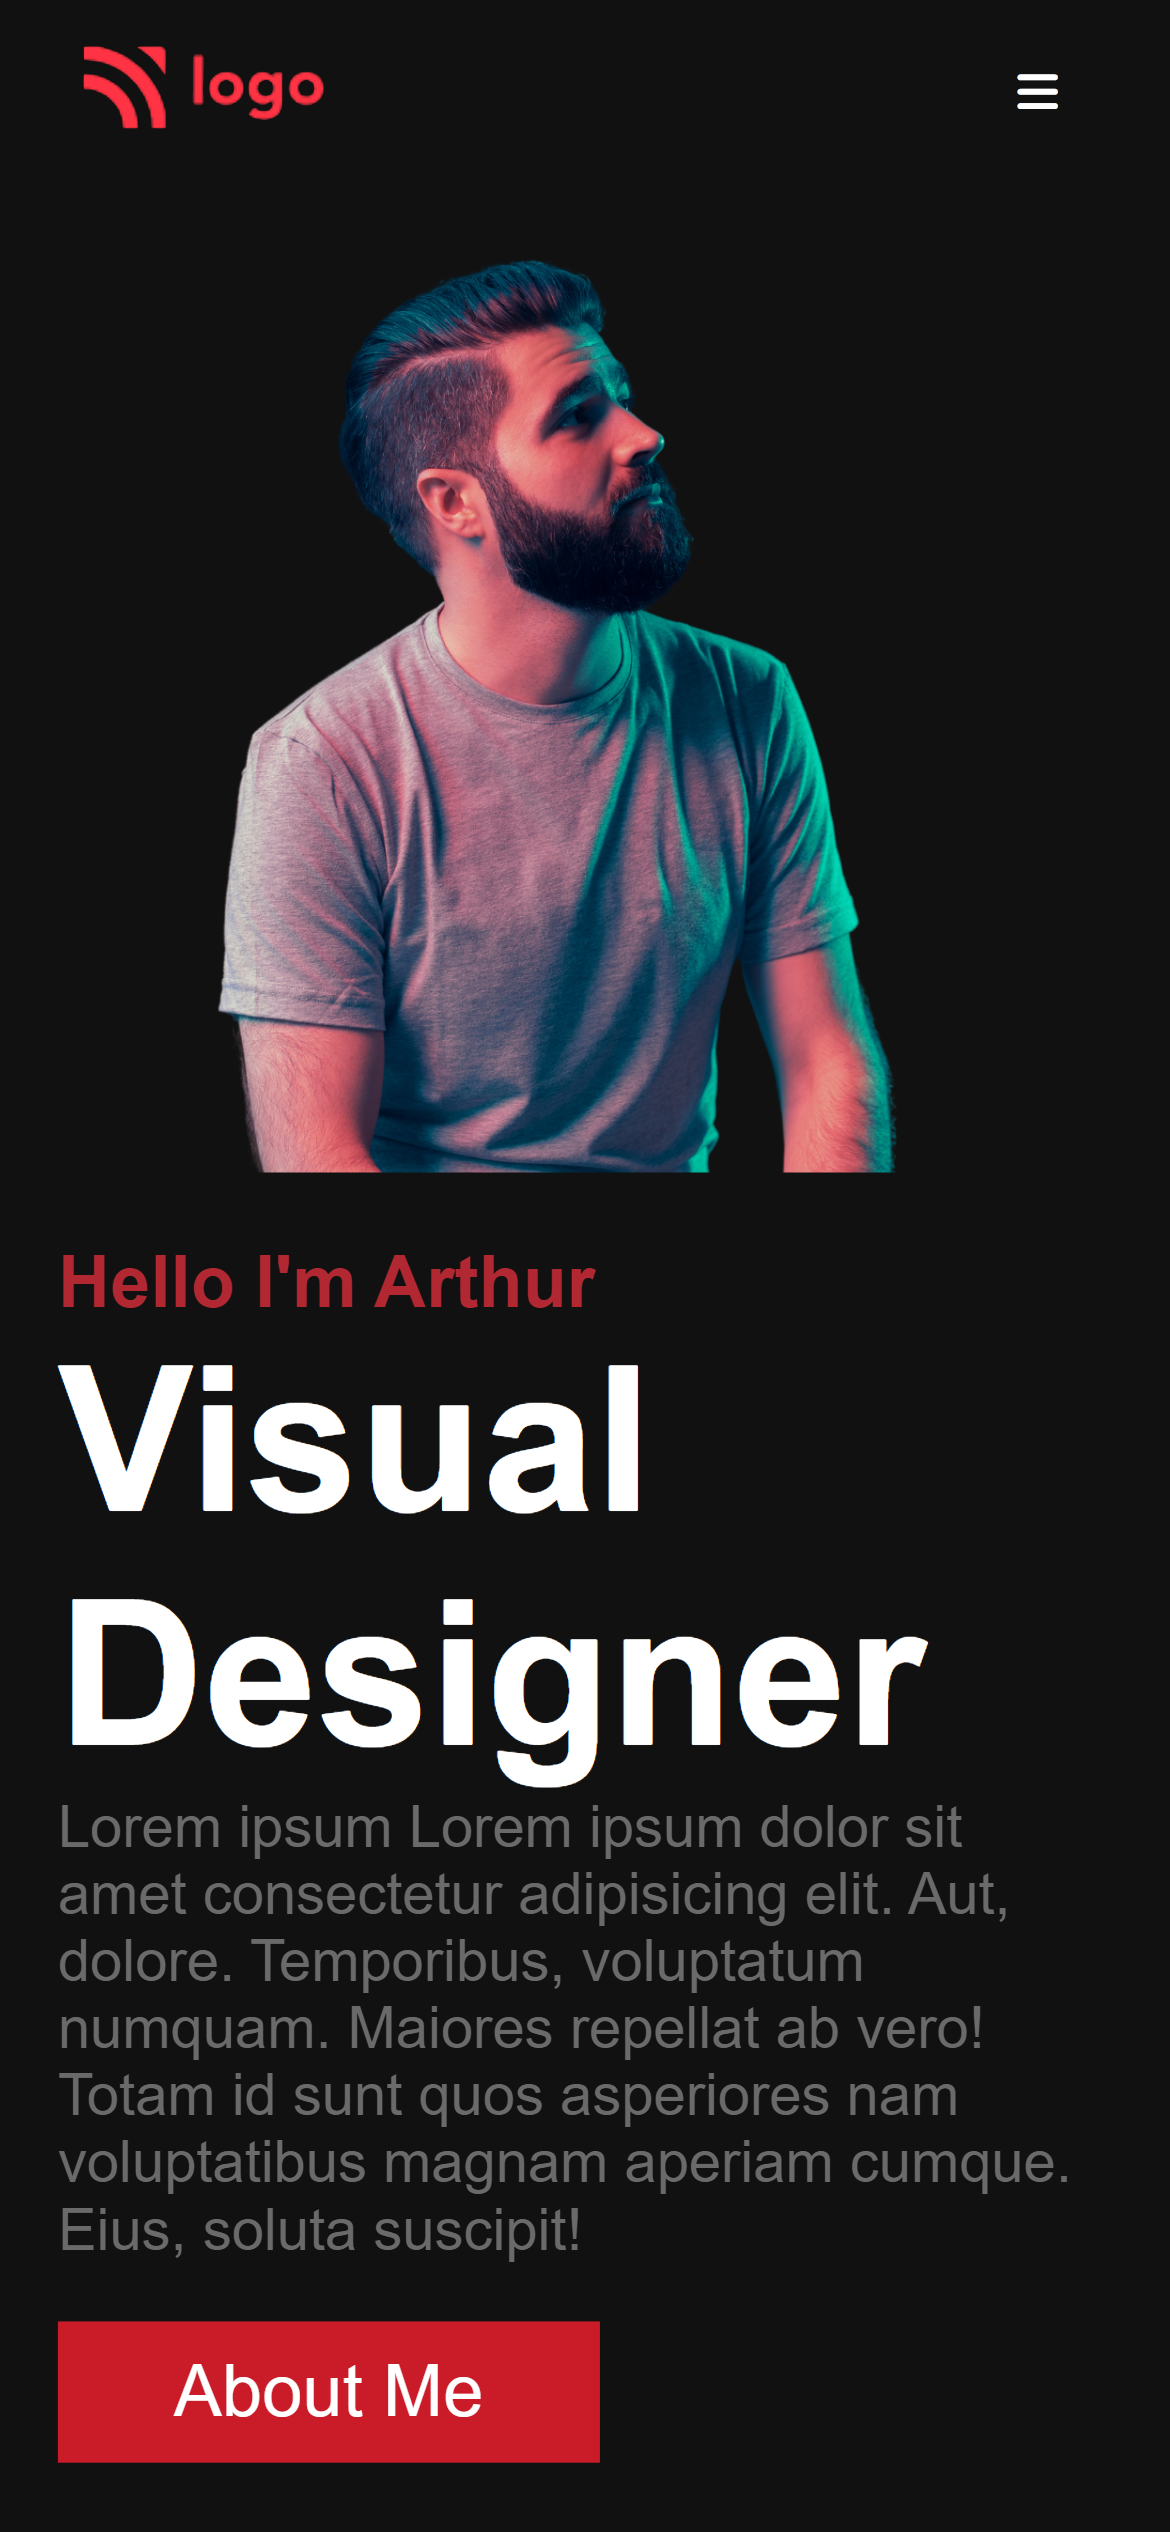 logo
Hello I'm Arthur
Visual
Designer
Lorem ipsum Lorem ipsum dolor sit
amet consectetur adipisicing elit. Aut,
dolore. Temporibus, voluptatum
numquam. Maiores repellat ab vero!
Totam id sunt quos asperiores nam
voluptatibus magnam aperiam cumque.
Eius, soluta suscipit!
About Me